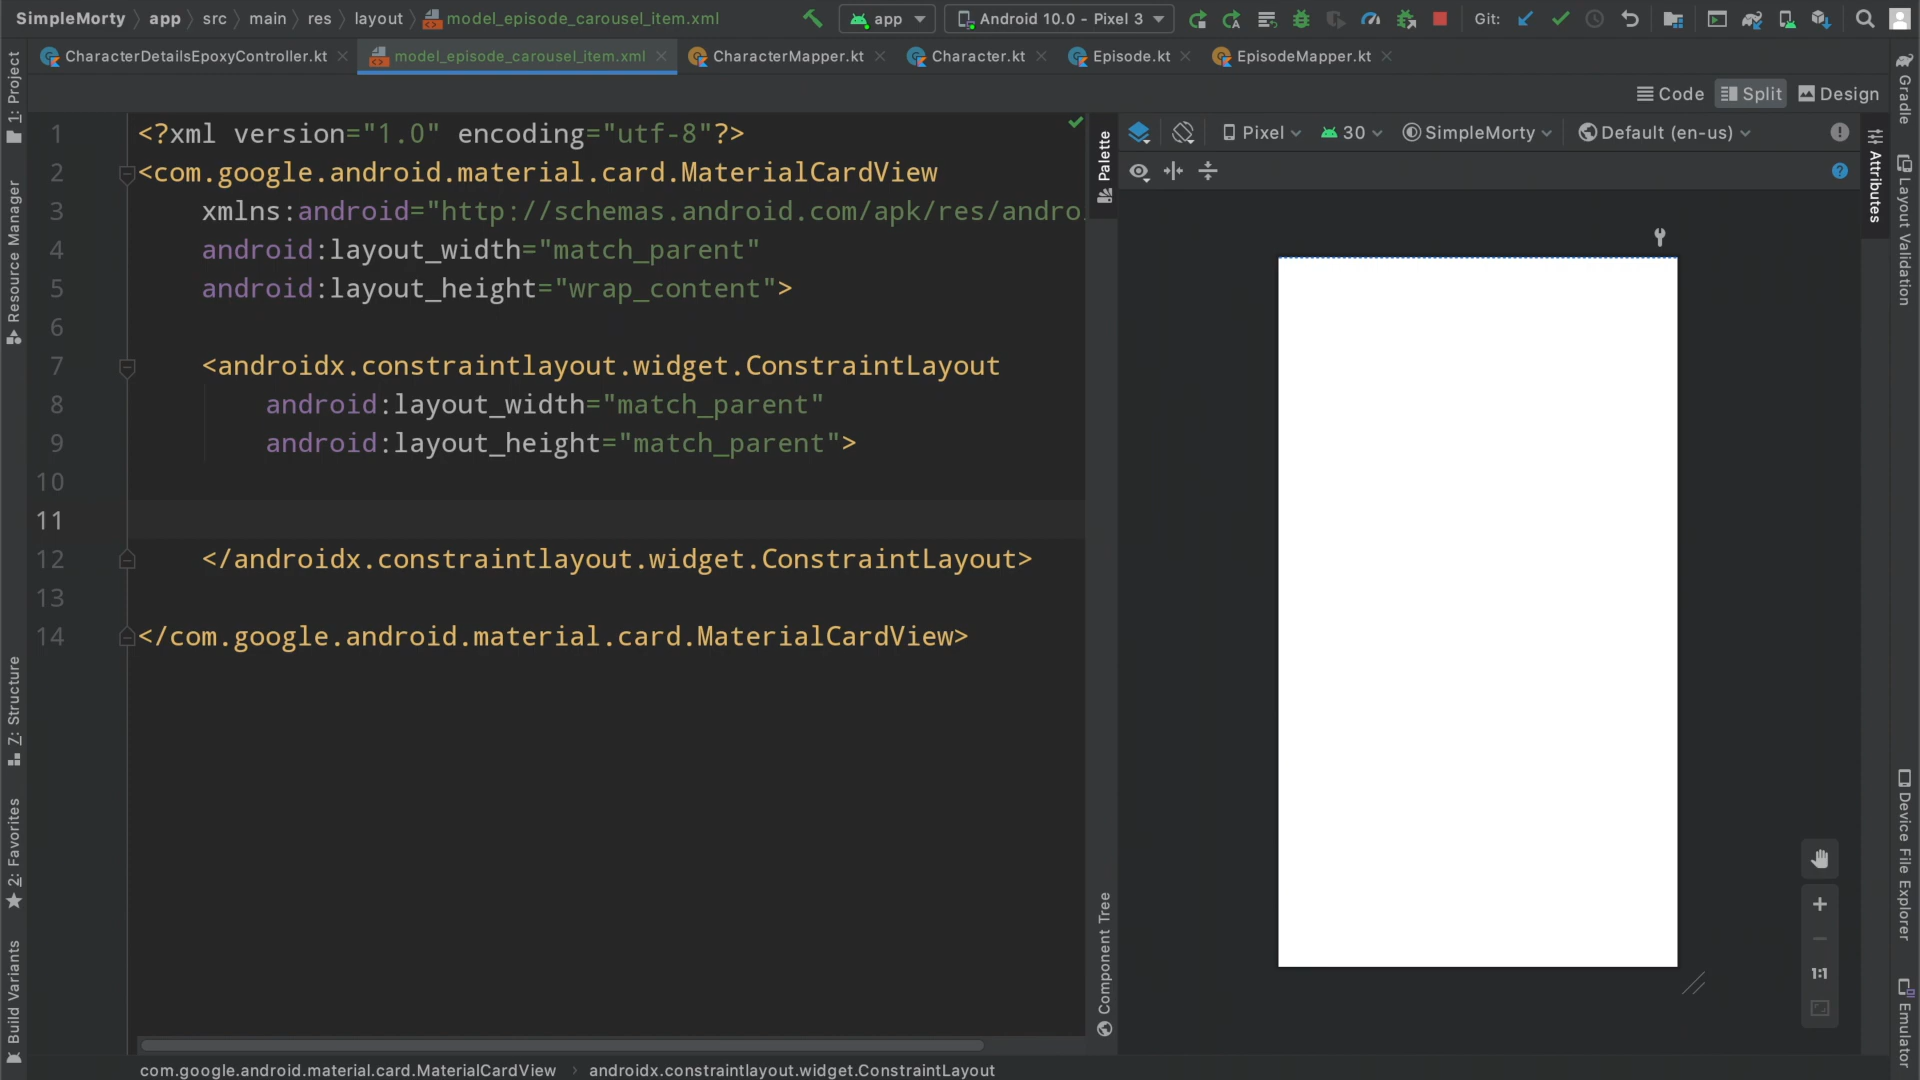 SimpleMorty app src main res layout model_episode_carousel_item.xml app Android 10.0 - Pixel 3 Git:
CharacterDetailsEpoxyController.kt model_episode_carousel_item.xml CharacterMapper.kt Character.kt Episode.kt EpisodeMapper.kt
Code Split Design
1: Project
Resource Manager
Z: Structure
2: Favorites
Build Variants
1 <?xml version="1.0" encoding="utf-8"?>
2 <com.google.android.material.card.MaterialCardView
3 xmlns:android="http://schemas.android.com/apk/res/andro
4 android:layout_width="match_parent"
5 android:layout_height="wrap_content">
6
7 <androidx.constraintlayout.widget.ConstraintLayout
8 android:layout_width="match_parent"
9 android:layout_height="match_parent">
10
11
12 </androidx.constraintlayout.widget.ConstraintLayout>
13
14 </com.google.android.material.card.MaterialCardView>
Palette
Component Tree
Pixel 30 SimpleMorty Default (en-us)
1:1
Attributes
Gradle
Layout Validation
Device File Explorer
Emulator
com.google.android.material.card.MaterialCardView androidx.constraintlayout.widget.ConstraintLayout